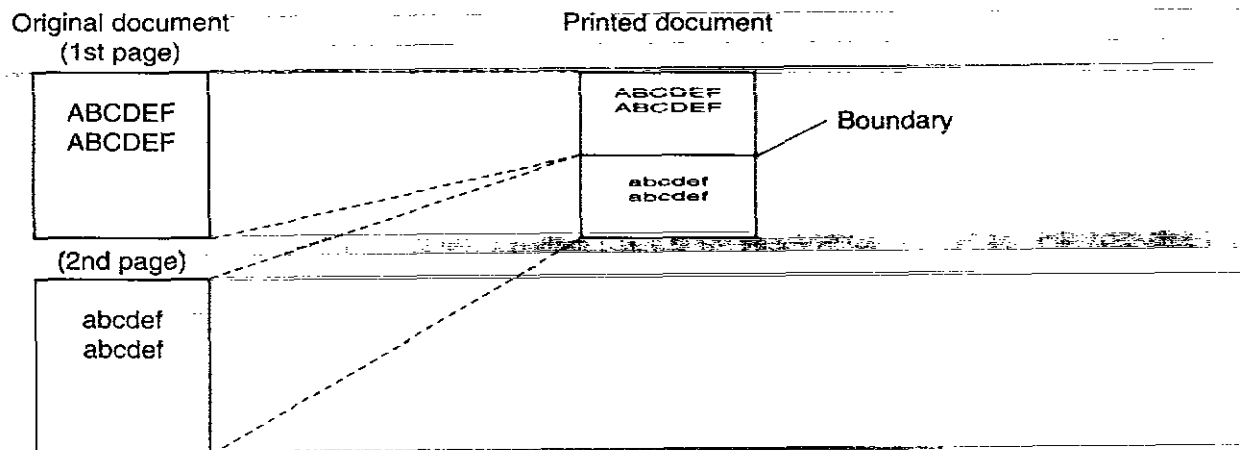 Original document
(1st page)
ABCDEF
ABCDEF
(2nd page)
abcdef
abcdef
Printed document
ABCDEF
ABCDEF
Boundary
abcdef
abcdef